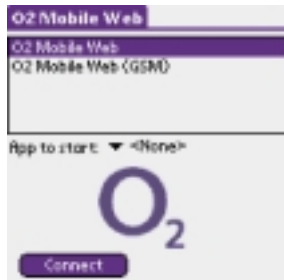 O2 Mobile Web
O2 Mobile Web
O2 Mobile Web (GSM)
App to start: ▼ <None>
O2
Connect